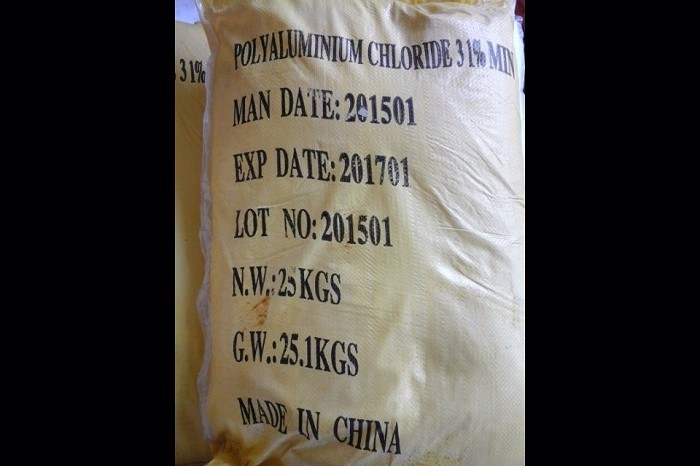 POLYALUMINIUM CHLORIDE 31% MIN
MAN DATE: 201501
EXP DATE: 201701
LOT NO: 201501
N.W.: 25KGS
G.W.: 25.1KGS
MADE IN CHINA
31%